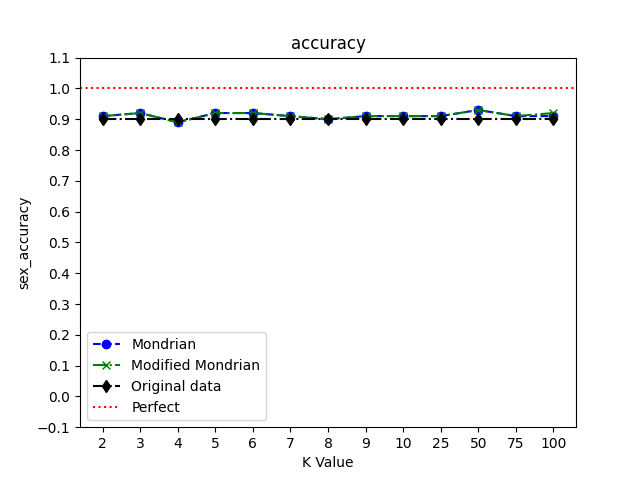 accuracy
1.1
1.0
0.9
0.8
0.7
0.6
0.5
0.4
0.3
0.2
0.1
0.0
−0.1
sex_accuracy
Mondrian
Modified Mondrian
Original data
Perfect
2 3 4 5 6 7 8 9 10 25 50 75 100
K Value